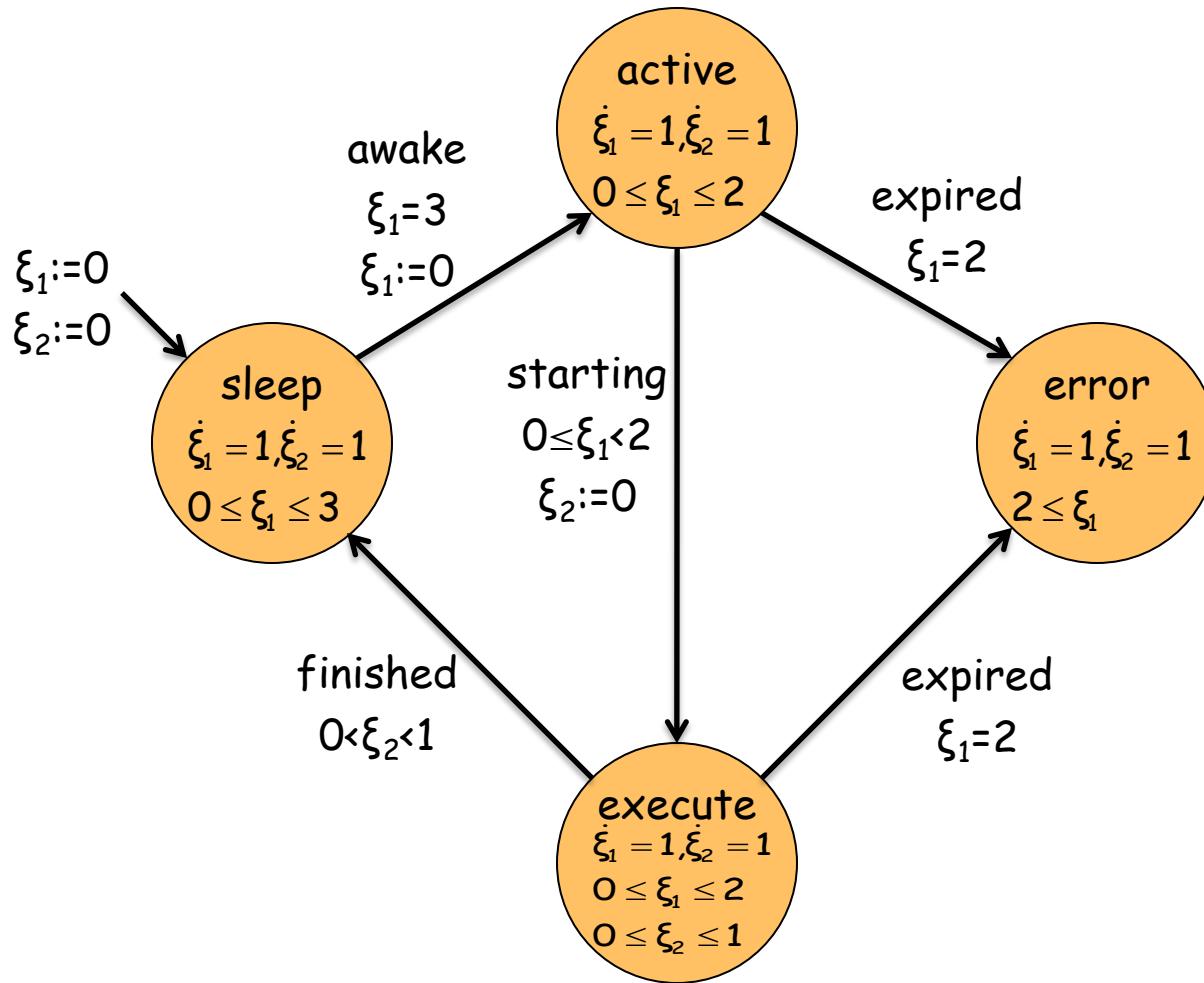 active
ξ̇₁ = 1,ξ̇₂ = 1
0 ≤ ξ₁ ≤ 2
awake
ξ₁=3
ξ₁:=0
expired
ξ₁=2
ξ₁:=0
ξ₂:=0
sleep
ξ̇₁ = 1,ξ̇₂ = 1
0 ≤ ξ₁ ≤ 3
starting
0≤ξ₁<2
ξ₂:=0
error
ξ̇₁ = 1,ξ̇₂ = 1
2 ≤ ξ₁
finished
0<ξ₂<1
expired
ξ₁=2
execute
ξ̇₁ = 1,ξ̇₂ = 1
0 ≤ ξ₁ ≤ 2
0 ≤ ξ₂ ≤ 1